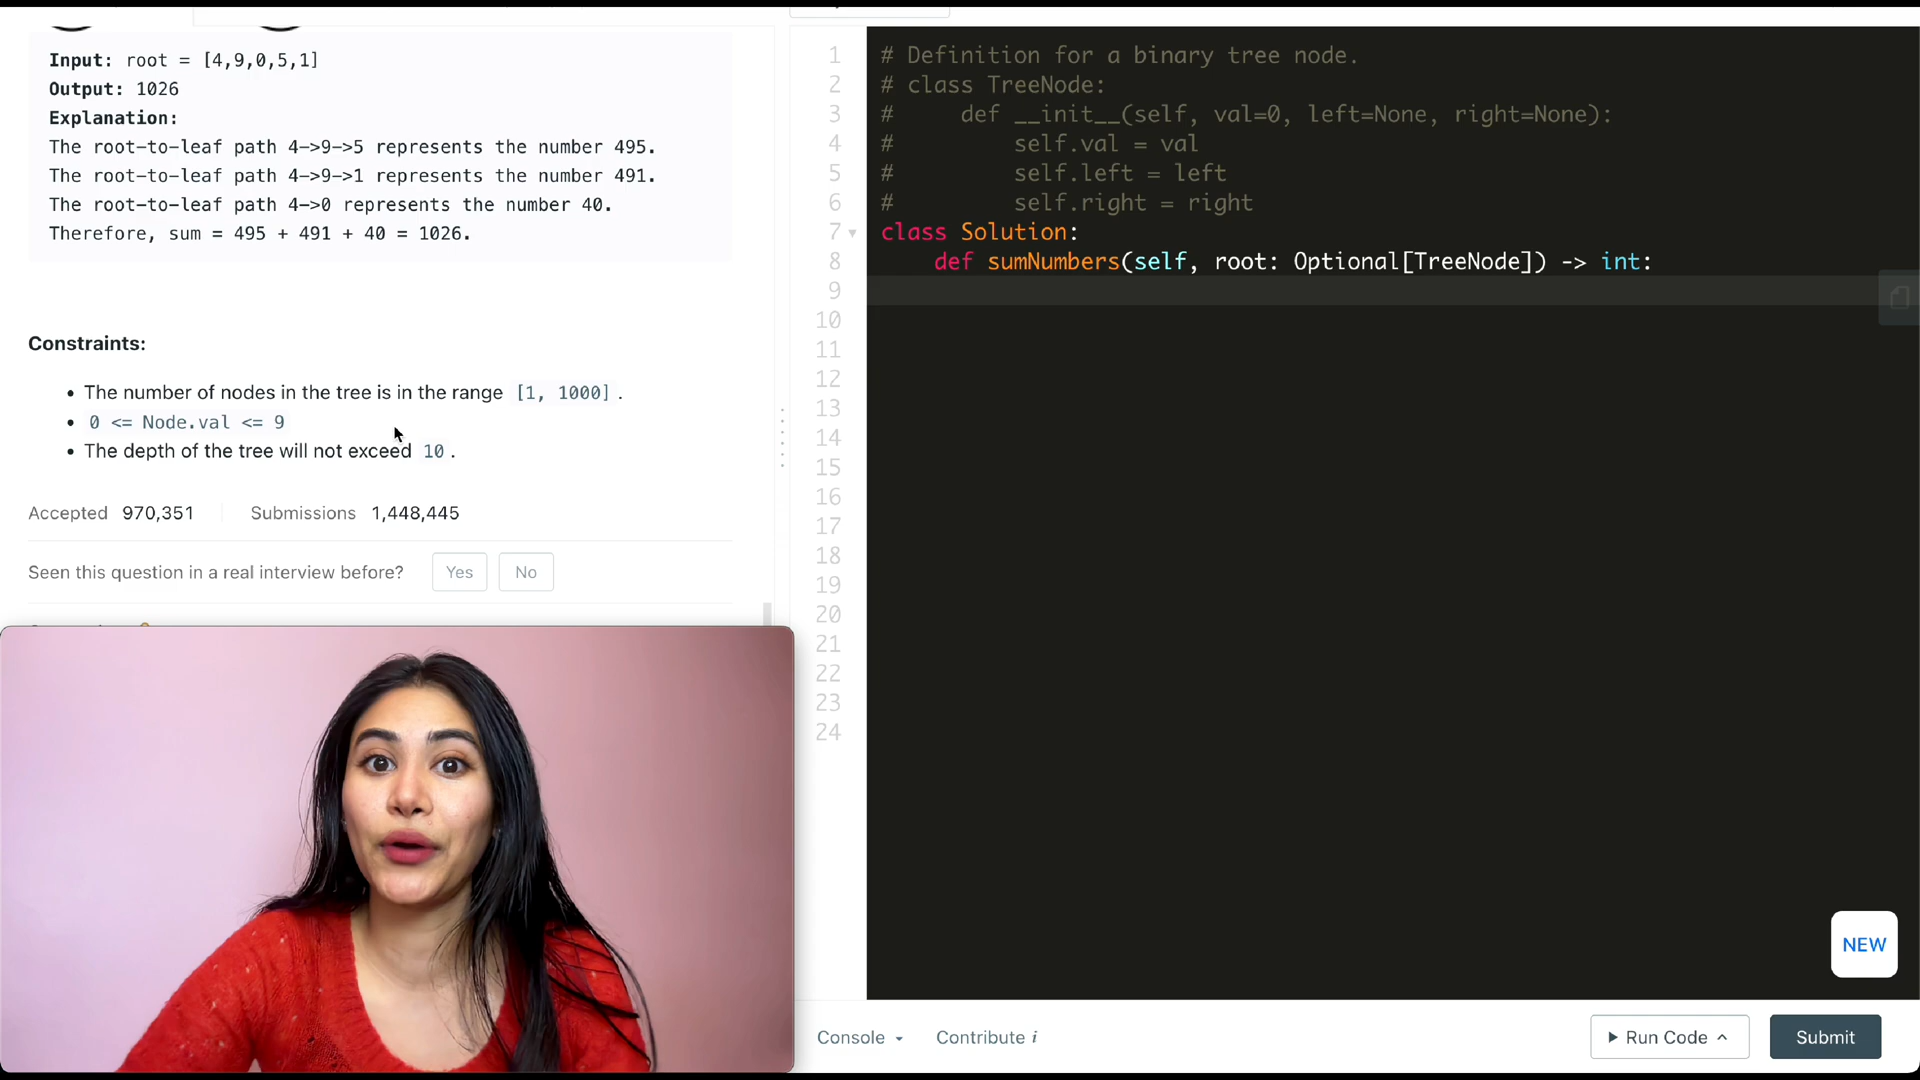 Input: root = [4,9,0,5,1]
Output: 1026
Explanation:
The root-to-leaf path 4->9->5 represents the number 495.
The root-to-leaf path 4->9->1 represents the number 491.
The root-to-leaf path 4->0 represents the number 40.
Therefore, sum = 495 + 491 + 40 = 1026.
Constraints:
The number of nodes in the tree is in the range [1, 1000] .
0 <= Node.val <= 9
The depth of the tree will not exceed 10 .
Accepted 970,351 Submissions 1,448,445
Seen this question in a real interview before? Yes No
1 # Definition for a binary tree node.
2 # class TreeNode:
3 #     def __init__(self, val=0, left=None, right=None):
4 #         self.val = val
5 #         self.left = left
6 #         self.right = right
7 class Solution:
8     def sumNumbers(self, root: Optional[TreeNode]) -> int:
9
10
11
12
13
14
15
16
17
18
19
20
21
22
23
24
NEW
Console Contribute i Run Code Submit